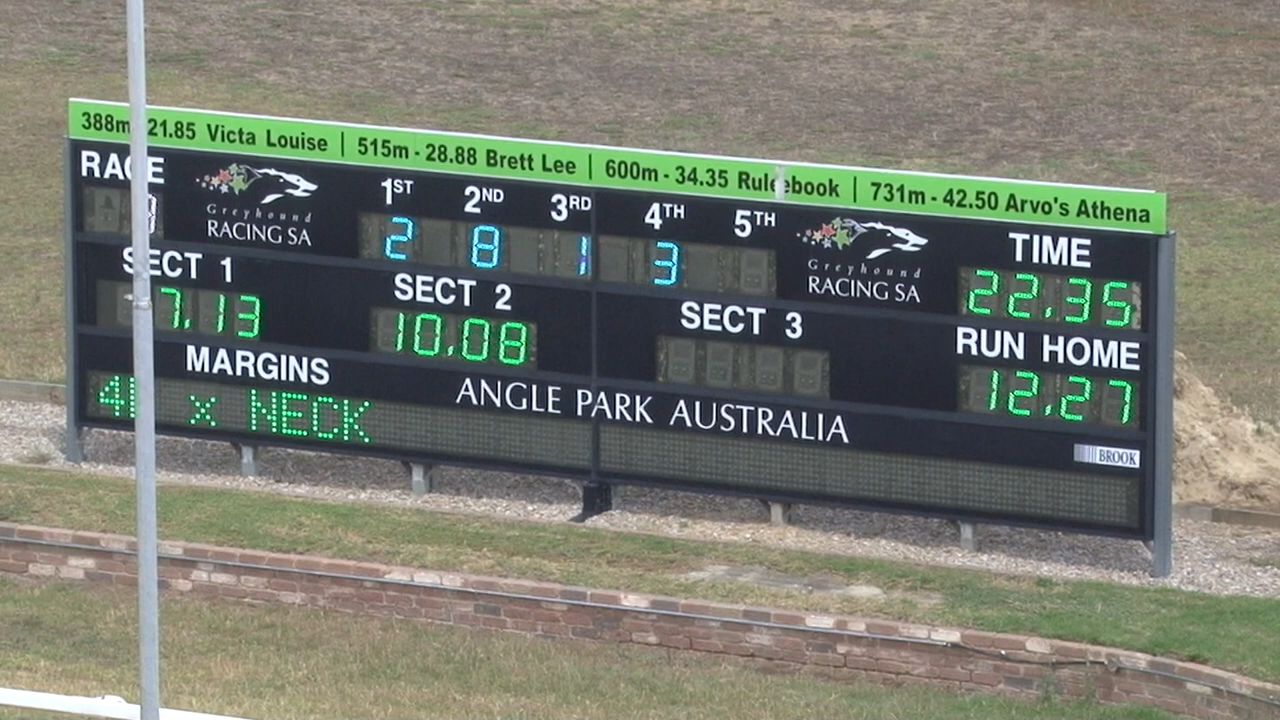 388m 21.85 Victa Louise | 515m - 28.88 Brett Lee | 600m - 34.35 Rulebook | 731m - 42.50 Arvo's Athena
RACE
Greyhound
RACING SA
1ST 2ND 3RD 4TH 5TH
2 8 1 3
Greyhound
RACING SA
TIME
22.35
SECT 1
7.13
SECT 2
10.08
SECT 3
RUN HOME
12.27
MARGINS
x NECK
ANGLE PARK AUSTRALIA
BROOK